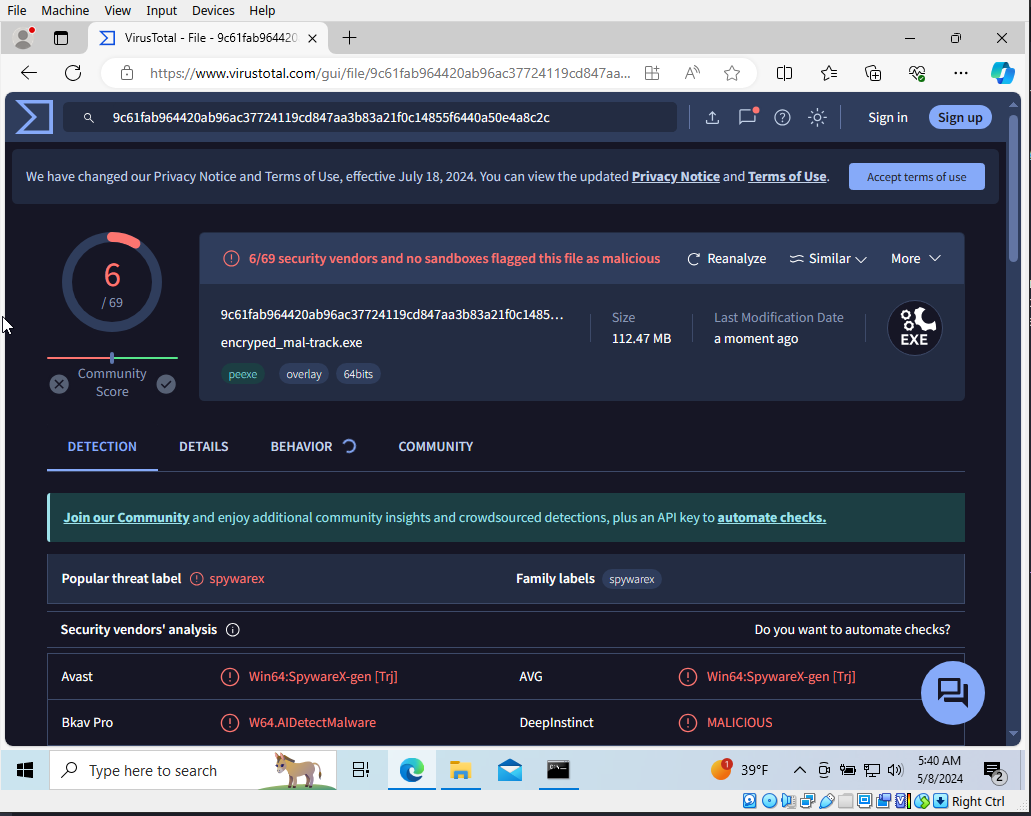 File Machine View Input Devices Help
VirusTotal - File - 9c61fab964420
https://www.virustotal.com/gui/file/9c61fab964420ab96ac37724119cd847aa...
9c61fab964420ab96ac37724119cd847aa3b83a21f0c14855f6440a50e4a8c2c
Sign in
Sign up
We have changed our Privacy Notice and Terms of Use, effective July 18, 2024. You can view the updated Privacy Notice and Terms of Use.
Accept terms of use
6
/ 69
Community
Score
6/69 security vendors and no sandboxes flagged this file as malicious
Reanalyze
Similar
More
9c61fab964420ab96ac37724119cd847aa3b83a21f0c1485...
encryped_mal-track.exe
peexe
overlay
64bits
Size
112.47 MB
Last Modification Date
a moment ago
EXE
DETECTION
DETAILS
BEHAVIOR
COMMUNITY
Join our Community and enjoy additional community insights and crowdsourced detections, plus an API key to automate checks.
Popular threat label spywarex
Family labels spywarex
Security vendors' analysis
Do you want to automate checks?
Avast Win64:SpywareX-gen [Trj] AVG Win64:SpywareX-gen [Trj]
Bkav Pro W64.AIDetectMalware DeepInstinct MALICIOUS
Type here to search
1
39°F
5:40 AM
5/8/2024
2
Right Ctrl